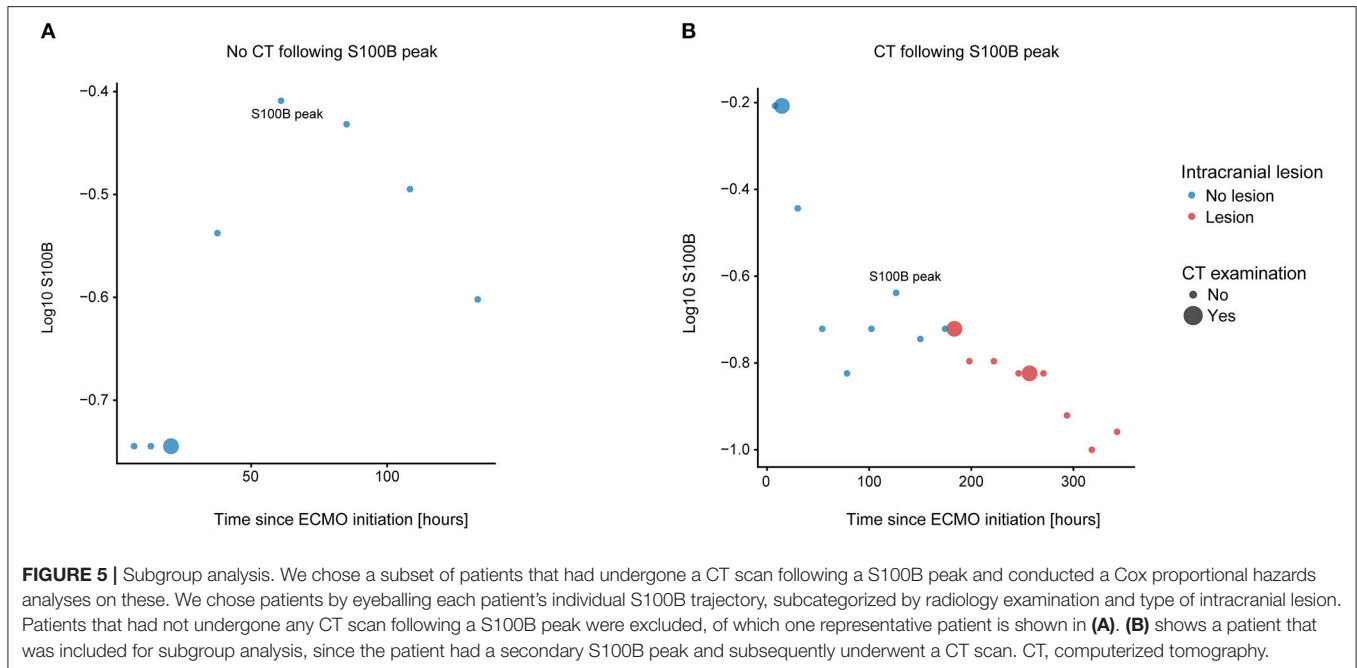 A
No CT following S100B peak
−0.4
−0.5
−0.6
−0.7
Log10 S100B
S100B peak
50
100
Time since ECMO initiation [hours]
B
CT following S100B peak
−0.2
−0.4
−0.6
−0.8
−1.0
Log10 S100B
S100B peak
0
100
200
300
Time since ECMO initiation [hours]
Intracranial lesion
No lesion
Lesion
CT examination
No
Yes
FIGURE 5 | Subgroup analysis. We chose a subset of patients that had undergone a CT scan following a S100B peak and conducted a Cox proportional hazards
analyses on these. We chose patients by eyeballing each patient's individual S100B trajectory, subcategorized by radiology examination and type of intracranial lesion.
Patients that had not undergone any CT scan following a S100B peak were excluded, of which one representative patient is shown in (A). (B) shows a patient that
was included for subgroup analysis, since the patient had a secondary S100B peak and subsequently underwent a CT scan. CT, computerized tomography.